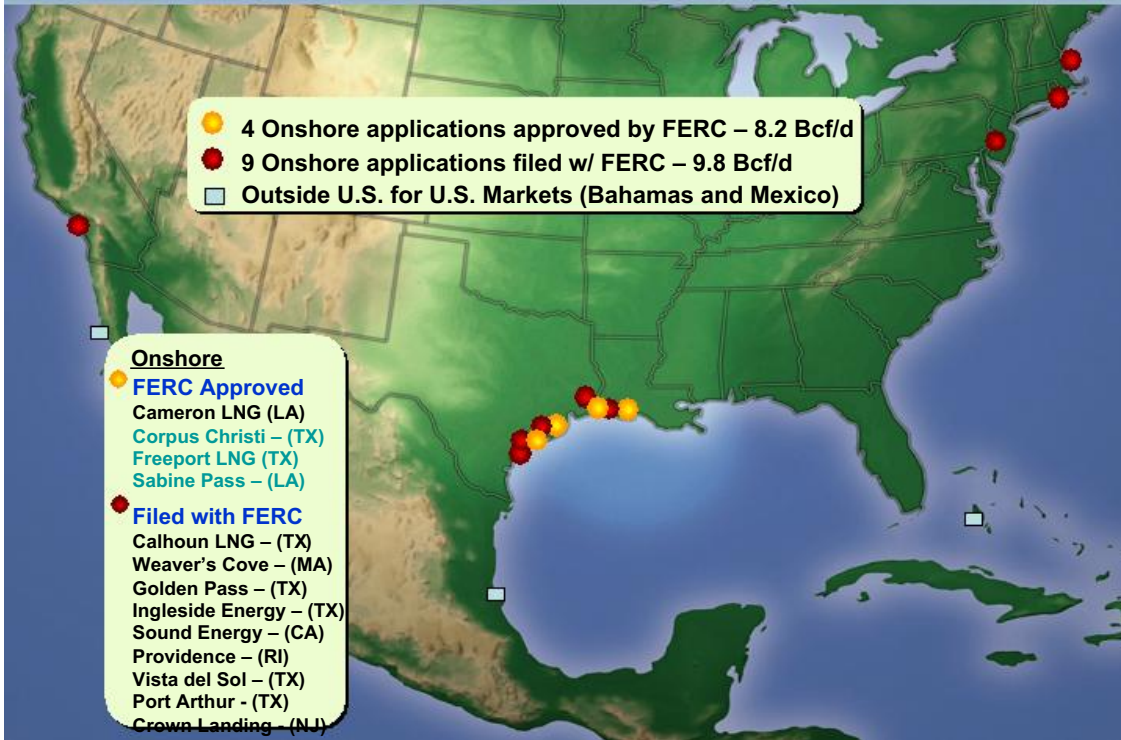 4 Onshore applications approved by FERC – 8.2 Bcf/d
9 Onshore applications filed w/ FERC – 9.8 Bcf/d
Outside U.S. for U.S. Markets (Bahamas and Mexico)
Onshore
FERC Approved
Cameron LNG (LA)
Corpus Christi – (TX)
Freeport LNG (TX)
Sabine Pass – (LA)
Filed with FERC
Calhoun LNG – (TX)
Weaver's Cove – (MA)
Golden Pass – (TX)
Ingleside Energy – (TX)
Sound Energy – (CA)
Providence – (RI)
Vista del Sol – (TX)
Port Arthur - (TX)
Crown Landing - (NJ)